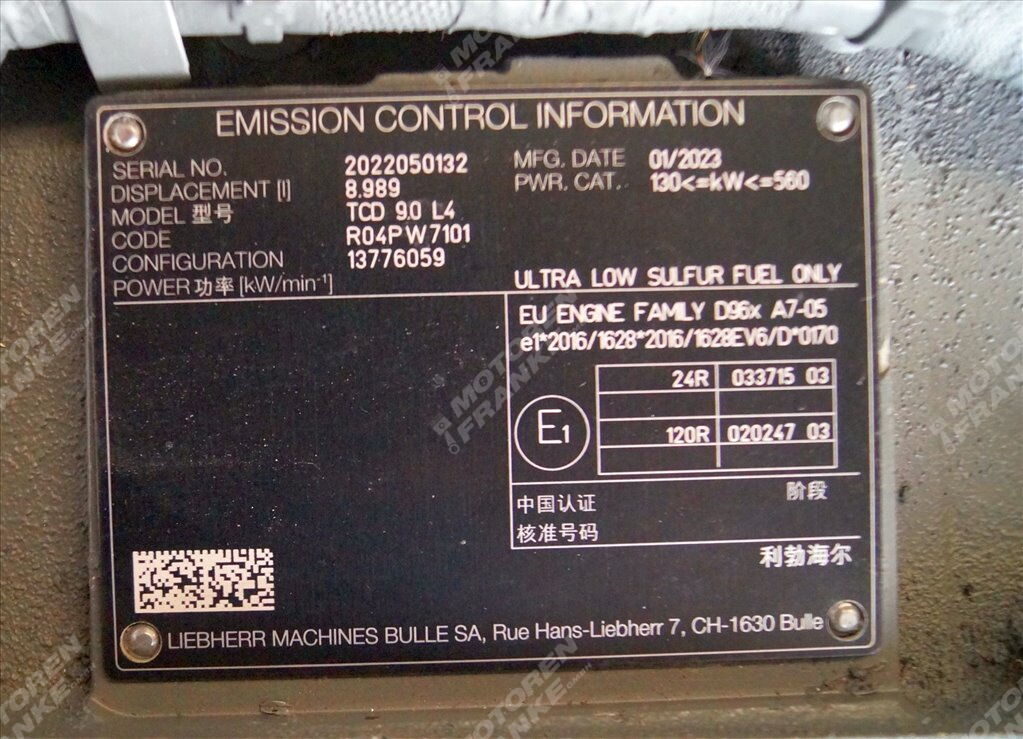 EMISSION CONTROL INFORMATION
SERIAL NO. 2022050132 MFG. DATE 01/2023
DISPLACEMENT [l] 8.989 PWR. CAT. 130<=kW<=560
MODEL 型号 TCD 9.0 L4
CODE R04PW7101
CONFIGURATION 13776059
POWER 功率 [kW/min⁻¹]
ULTRA LOW SULFUR FUEL ONLY
EU ENGINE FAMILY D96x A7-05
e1*2016/1628*2016/1628EV6/D*0170
24R 033715 03
E1
120R 020247 03
中国认证 阶段
核准号码
利勃海尔
LIEBHERR MACHINES BULLE SA, Rue Hans-Liebherr 7, CH-1630 Bulle
MOTOREN
FRANKE